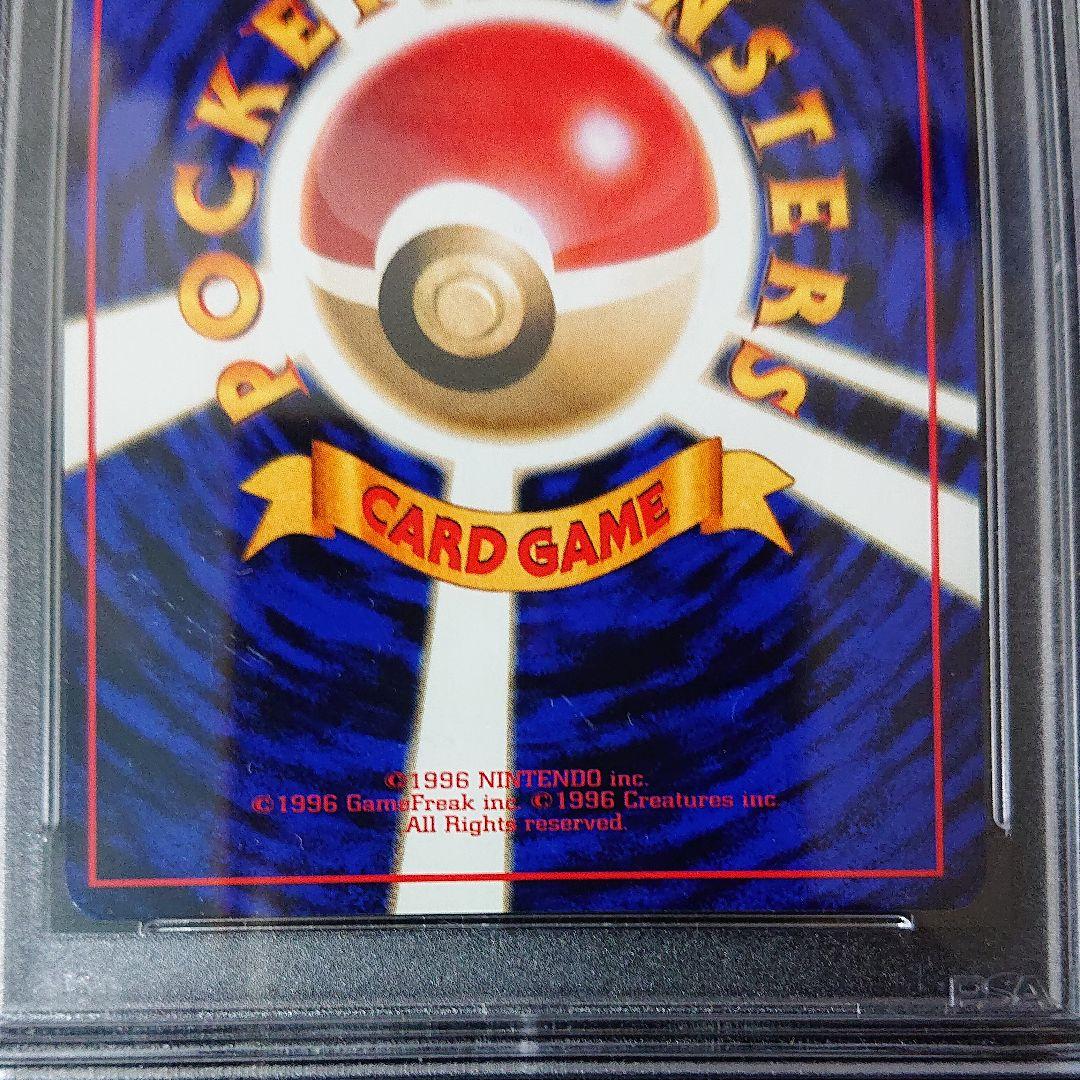 POCKET MONSTERS
CARD GAME
©1996 NINTENDO inc.
©1996 GameFreak inc. ©1996 Creatures inc.
All Rights reserved.
PSA